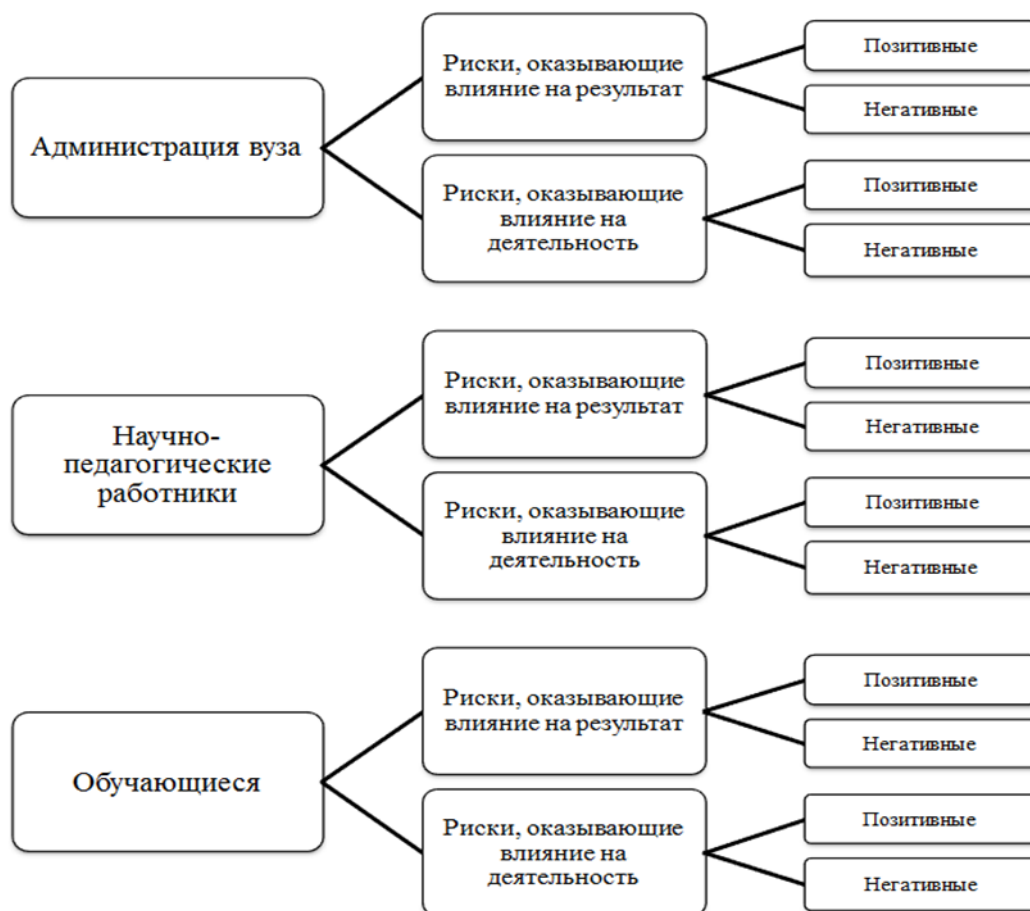 Администрация вуза
Риски, оказывающие
влияние на результат
Позитивные
Негативные
Риски, оказывающие
влияние на
деятельность
Позитивные
Негативные
Научно-
педагогические
работники
Риски, оказывающие
влияние на результат
Позитивные
Негативные
Риски, оказывающие
влияние на
деятельность
Позитивные
Негативные
Обучающиеся
Риски, оказывающие
влияние на результат
Позитивные
Негативные
Риски, оказывающие
влияние на
деятельность
Позитивные
Негативные